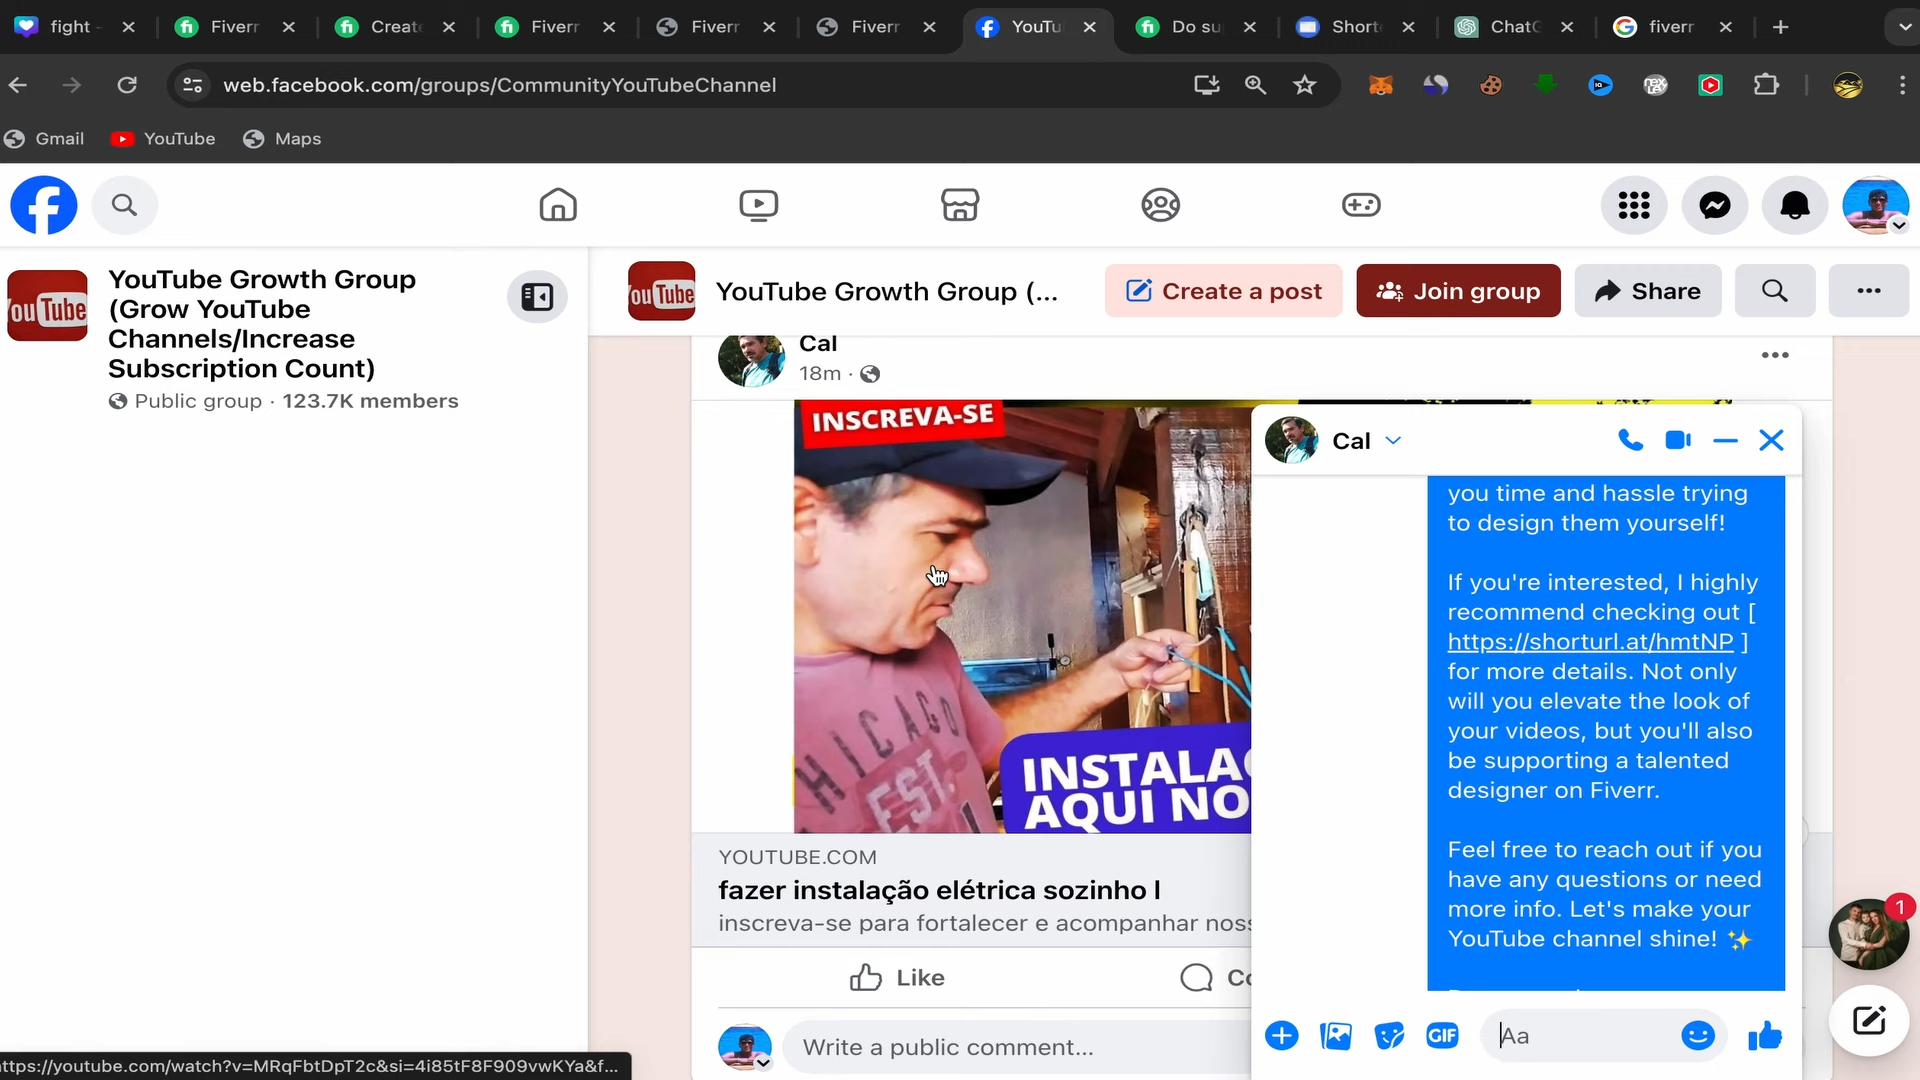 fight
Fiverr
Create
Fiverr
Fiverr
Fiverr
YouTu
Do su
Short
ChatG
fiverr
web.facebook.com/groups/CommunityYouTubeChannel
Gmail
YouTube
Maps
YouTube Growth Group
(Grow YouTube
Channels/Increase
Subscription Count)
Public group · 123.7K members
YouTube Growth Group (...
Create a post
Join group
Share
Cal
18m
INSCREVA-SE
CHICAGO
EST.
INSTALAÇ
AQUI NO
YOUTUBE.COM
fazer instalação elétrica sozinho l
inscreva-se para fortalecer e acompanhar noss
Like
Co
Write a public comment...
Cal
you time and hassle trying
to design them yourself!
If you're interested, I highly
recommend checking out [
https://shorturl.at/hmtNP ]
for more details. Not only
will you elevate the look of
your videos, but you'll also
be supporting a talented
designer on Fiverr.
Feel free to reach out if you
have any questions or need
more info. Let's make your
YouTube channel shine! ✨
GIF
Aa
1
https://youtube.com/watch?v=MRqFbtDpT2c&si=4i85tF8F909vwKYa&f...